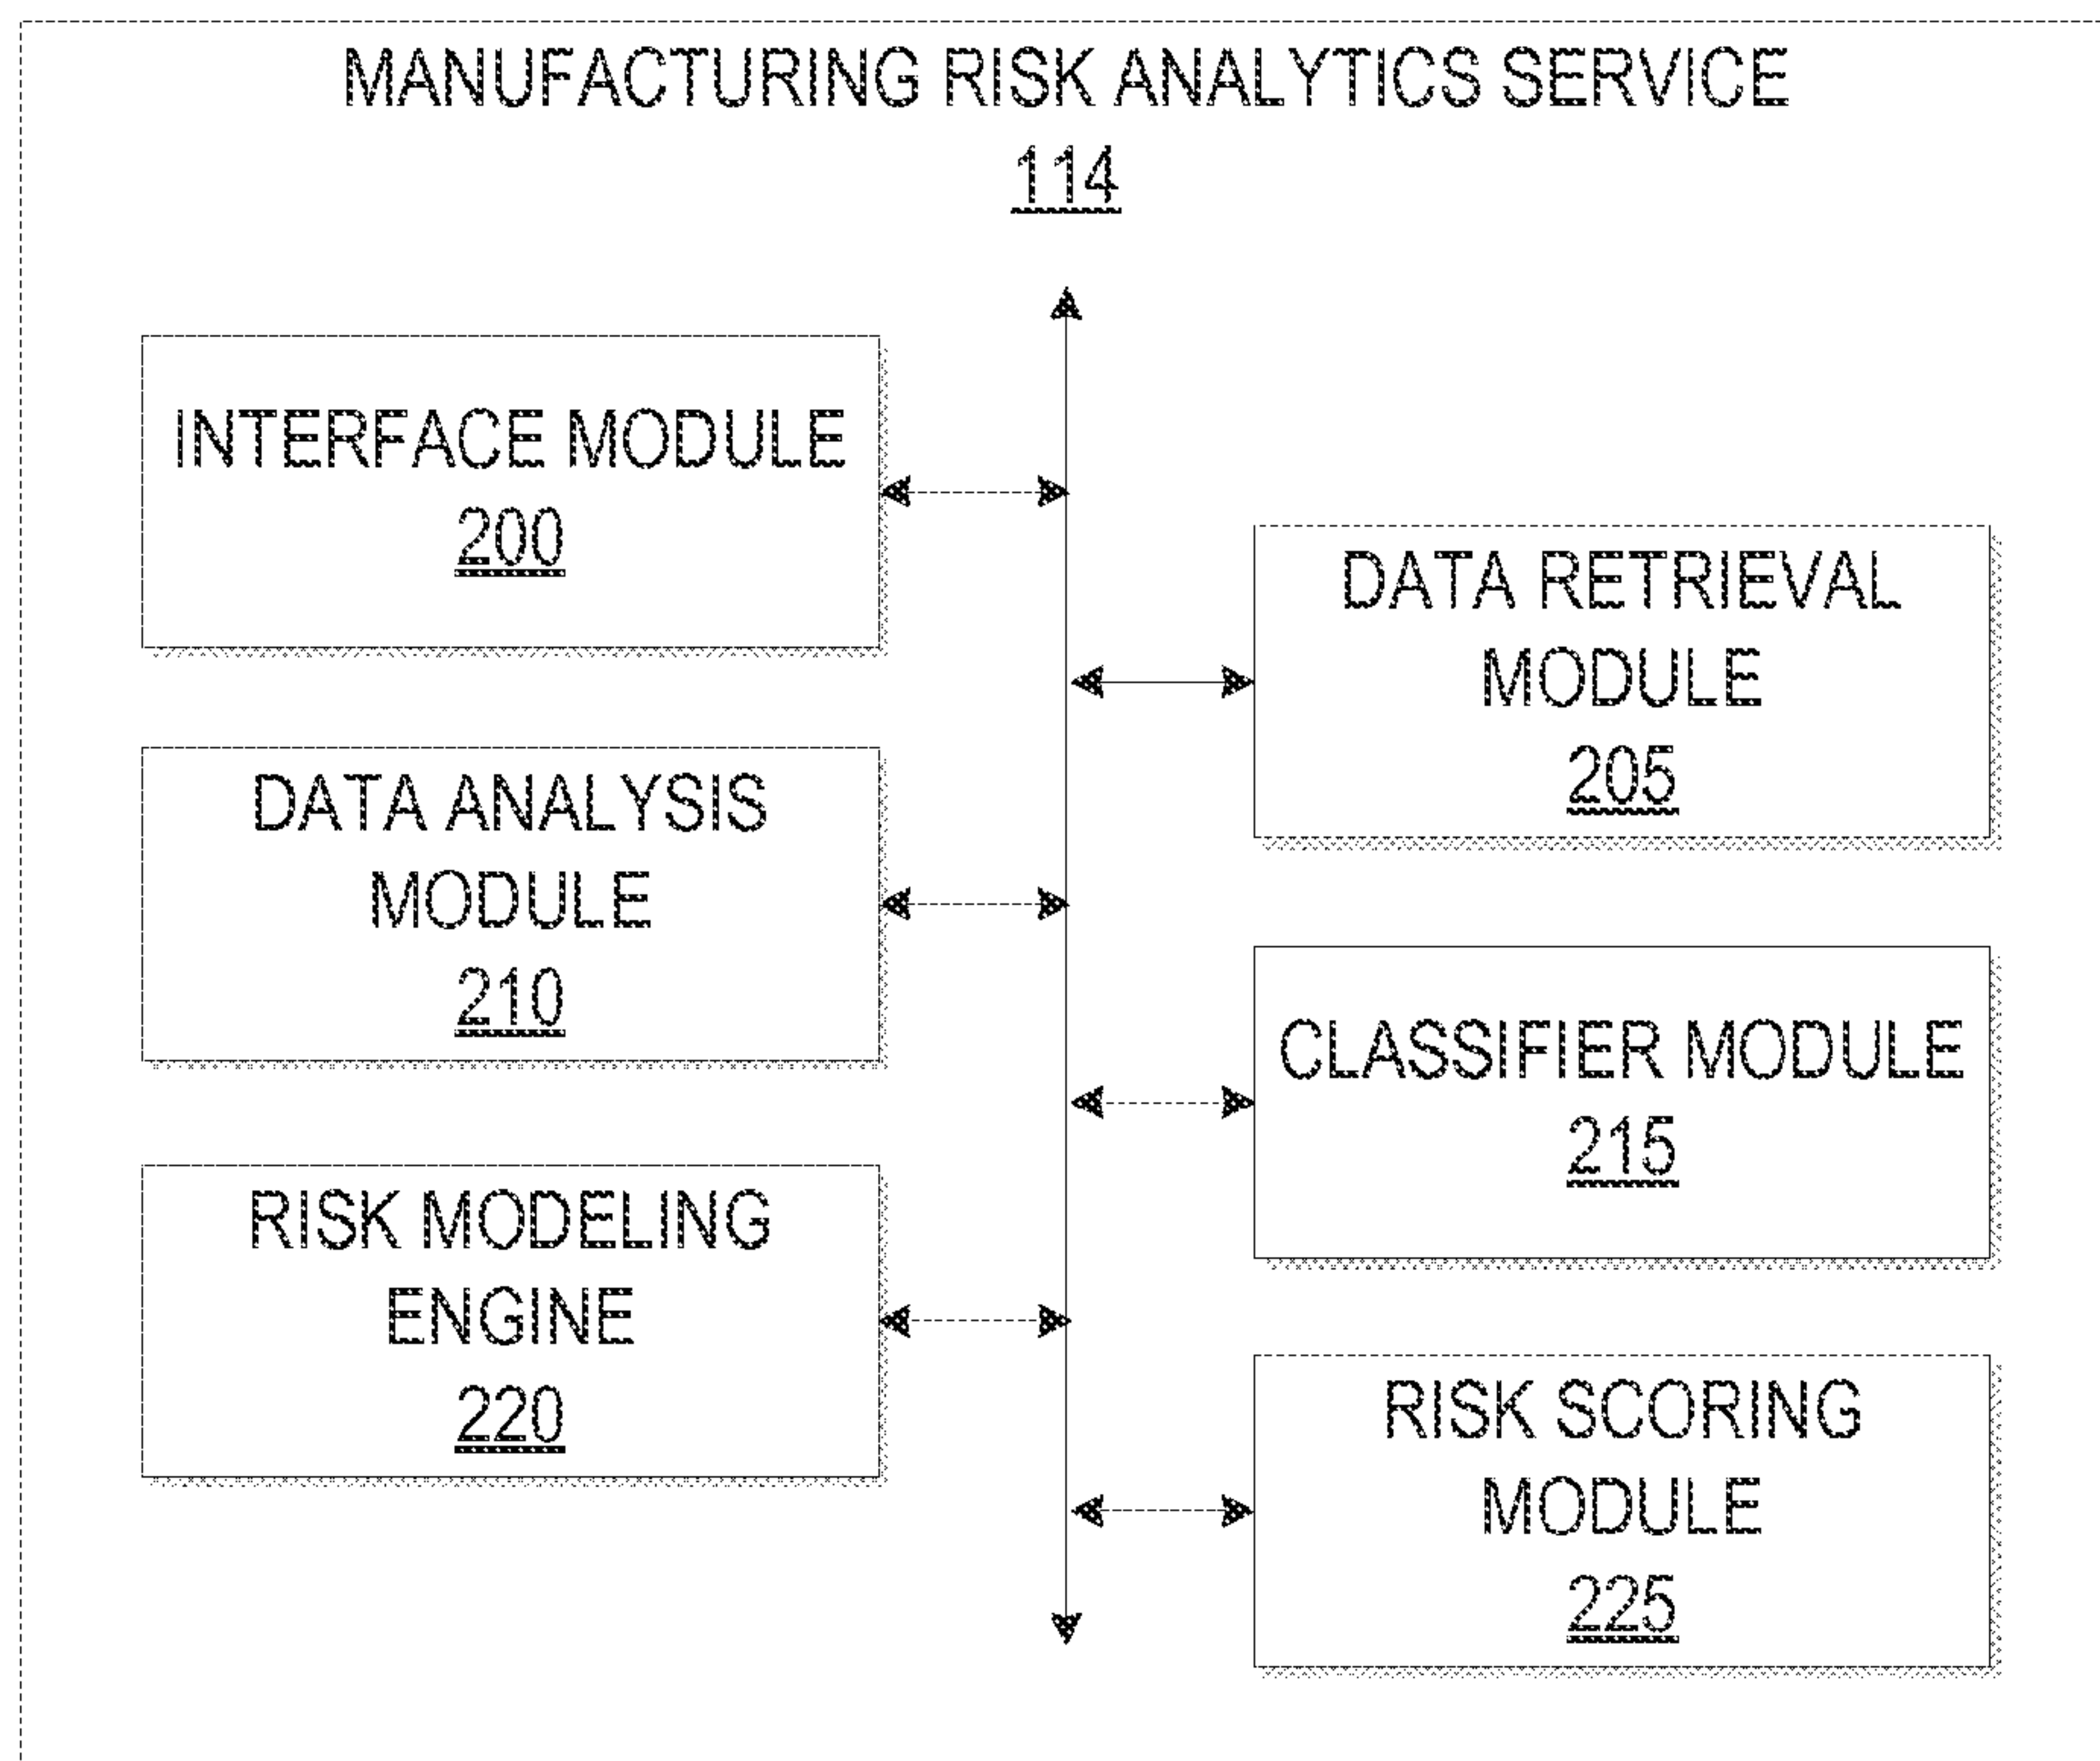 MANUFACTURING RISK ANALYTICS SERVICE
114
INTERFACE MODULE
200
DATA RETRIEVAL
MODULE
205
DATA ANALYSIS
MODULE
210
CLASSIFIER MODULE
215
RISK MODELING
ENGINE
220
RISK SCORING
MODULE
225